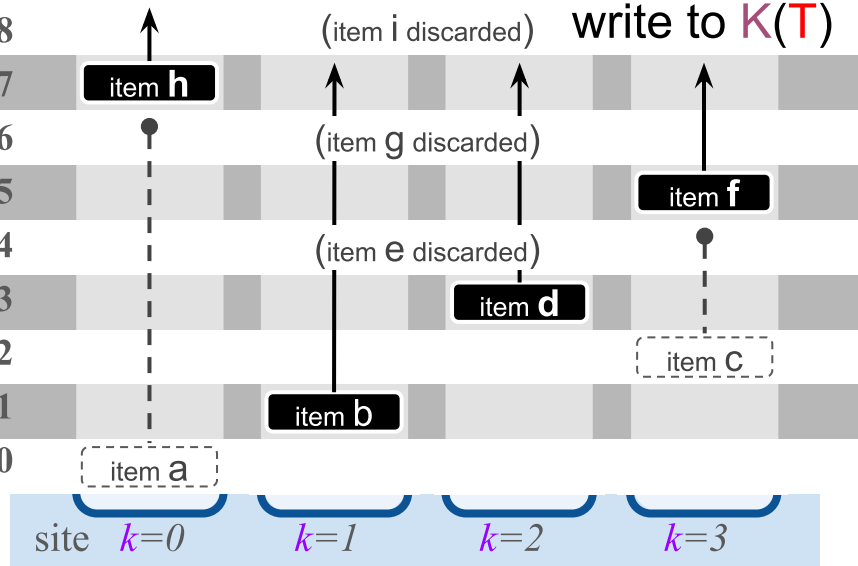 8 (item i discarded) write to K(T)
7 item h
6 (item g discarded)
5 item f
4 (item e discarded)
3 item d
2 item c
1 item b
0 item a
site k=0 k=1 k=2 k=3